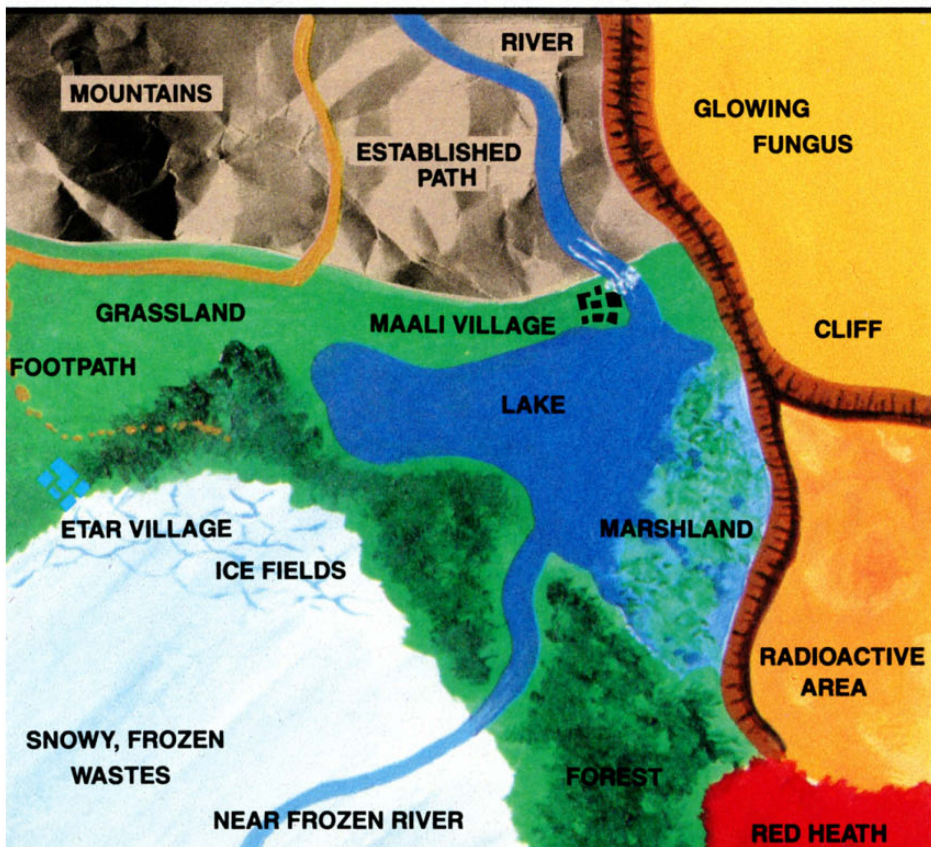 RIVER
MOUNTAINS
GLOWING
FUNGUS
ESTABLISHED
PATH
GRASSLAND
MAALI VILLAGE
CLIFF
FOOTPATH
LAKE
ETAR VILLAGE
MARSHLAND
ICE FIELDS
RADIOACTIVE
AREA
SNOWY, FROZEN
WASTES
FOREST
NEAR FROZEN RIVER
RED HEATH